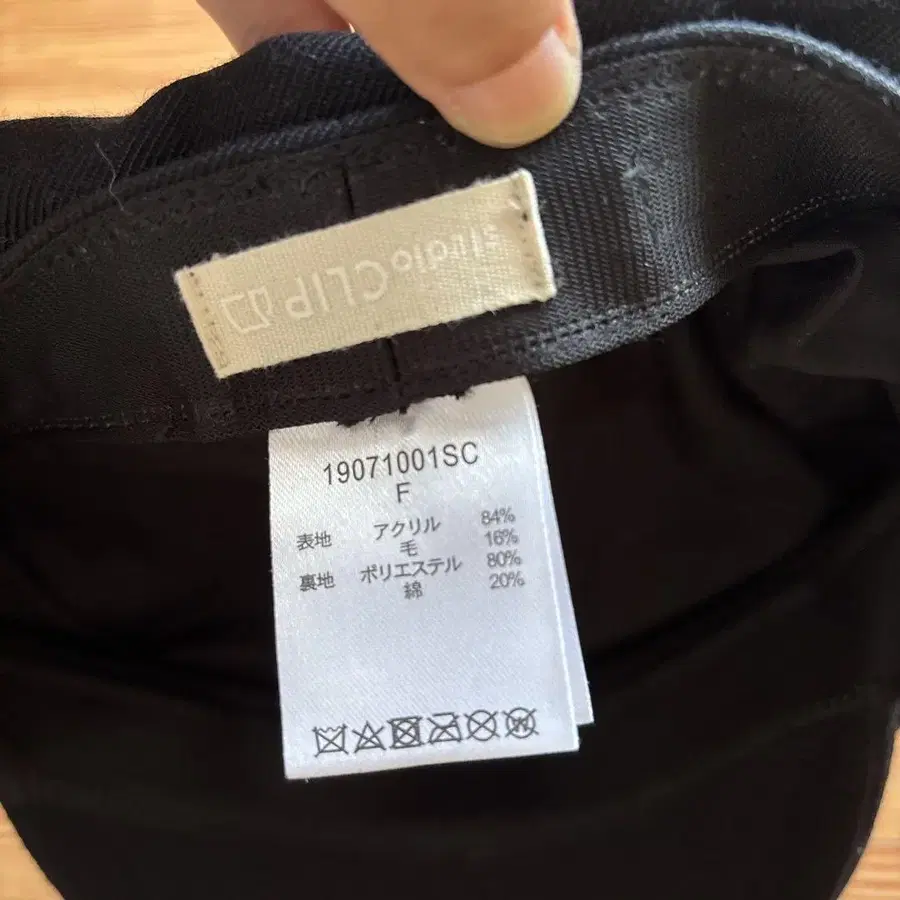 studio CLIP
19071001SC
F
表地 アクリル 84%
毛 16%
裏地 ポリエステル 80%
綿 20%